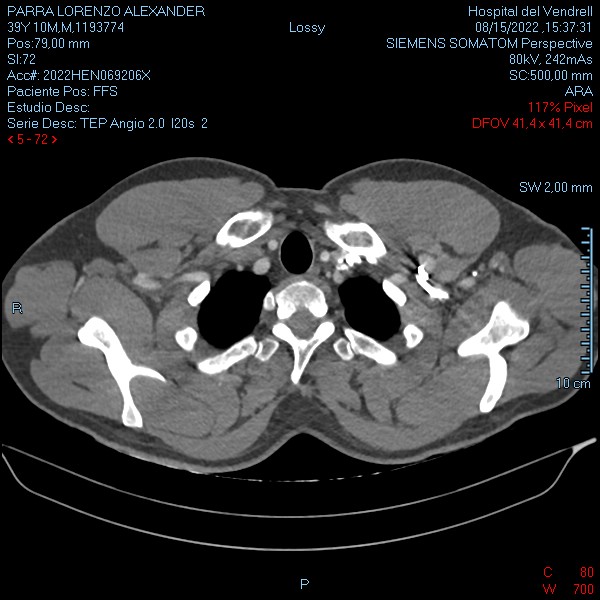 PARRA LORENZO ALEXANDER
39Y 10M,M,1193774
Pos:79,00 mm
SI:72
Acc#: 2022HEN069206X
Paciente Pos: FFS
Estudio Desc:
Serie Desc: TEP Angio 2.0 I20s 2
< 5 - 72 >
Lossy
Hospital del Vendrell
08/15/2022 ,15:37:31
SIEMENS SOMATOM Perspective
80kV, 242mAs
SC:500,00 mm
ARA
117% Pixel
DFOV 41,4 x 41,4 cm
SW 2,00 mm
R
10 cm
P
C 80
W 700